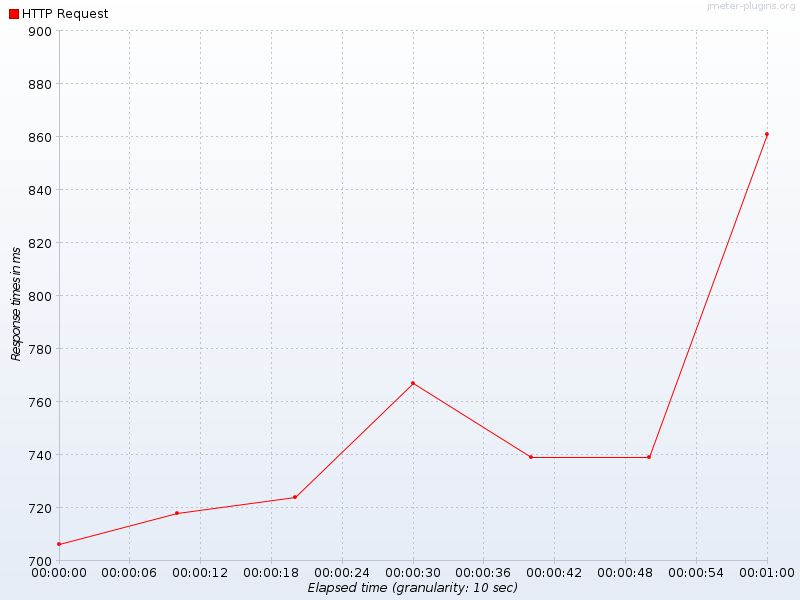 jmeter-plugins.org
HTTP Request
900
880
860
840
820
800
780
760
740
720
700
Response times in ms
00:00:00 00:00:06 00:00:12 00:00:18 00:00:24 00:00:30 00:00:36 00:00:42 00:00:48 00:00:54 00:01:00
Elapsed time (granularity: 10 sec)